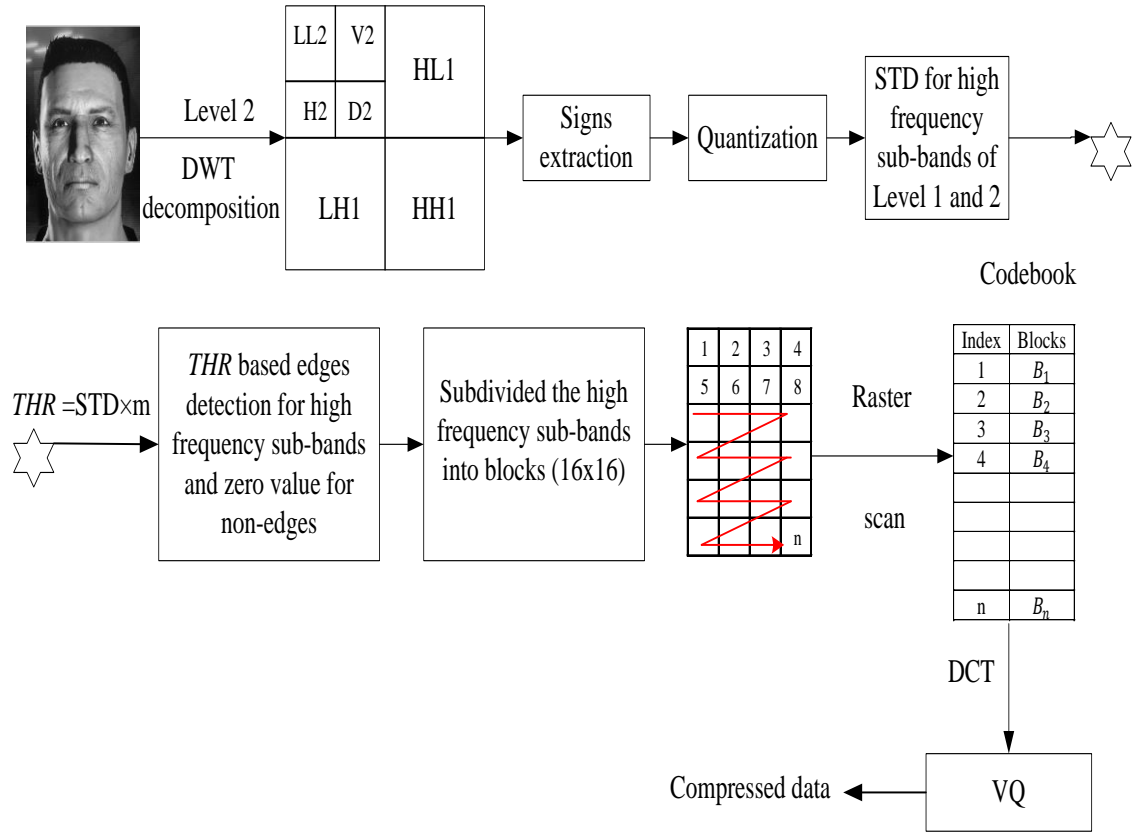 LL2 V2
HL1
H2 D2
LH1 HH1
Level 2
DWT
decomposition
Signs
extraction
Quantization
STD for high
frequency
sub-bands of
Level 1 and 2
THR =STD×m
THR based edges
detection for high
frequency sub-bands
and zero value for
non-edges
Subdivided the high
frequency sub-bands
into blocks (16x16)
1 2 3 4
5 6 7 8
n
Raster
scan
Codebook
Index Blocks
1 B₁
2 B₂
3 B₃
4 B₄
n Bₙ
DCT
VQ
Compressed data